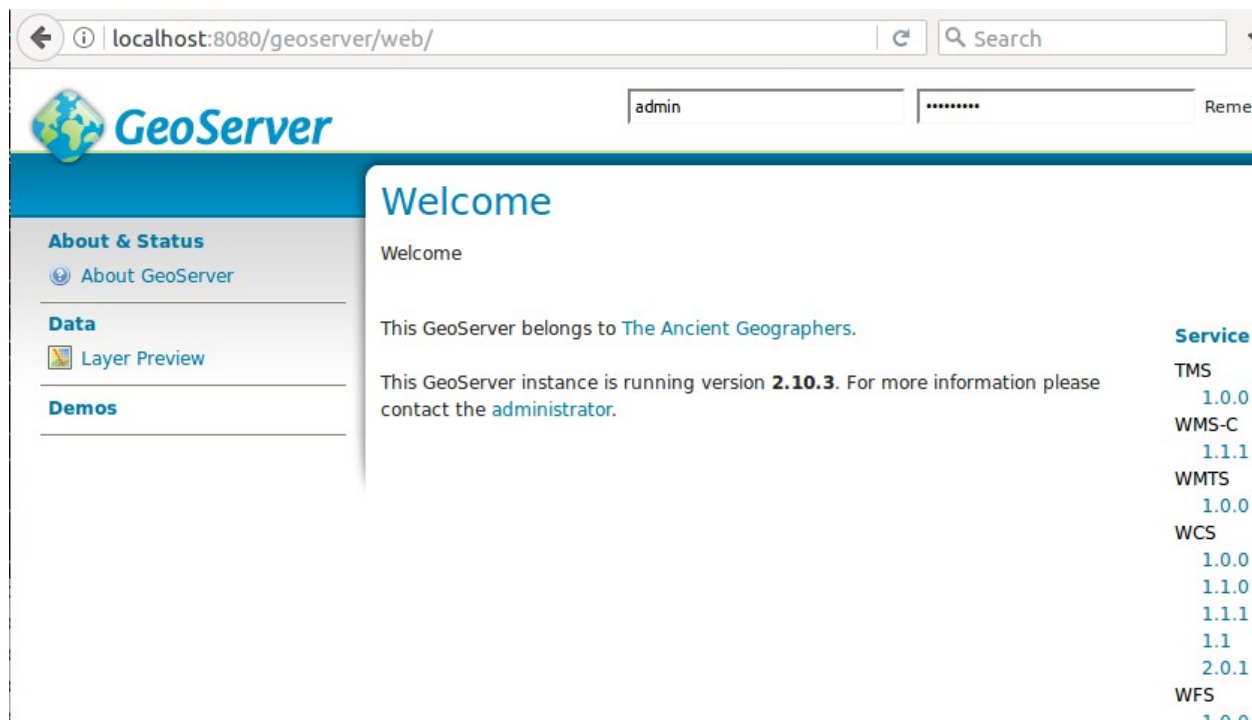 localhost:8080/geoserver/web/
Search
GeoServer
admin
•••••••••
Reme
Welcome
About & Status
About GeoServer
Data
Layer Preview
Demos
Welcome
This GeoServer belongs to The Ancient Geographers.
This GeoServer instance is running version 2.10.3. For more information please
contact the administrator.
Service
TMS
1.0.0
WMS-C
1.1.1
WMTS
1.0.0
WCS
1.0.0
1.1.0
1.1.1
1.1
2.0.1
WFS